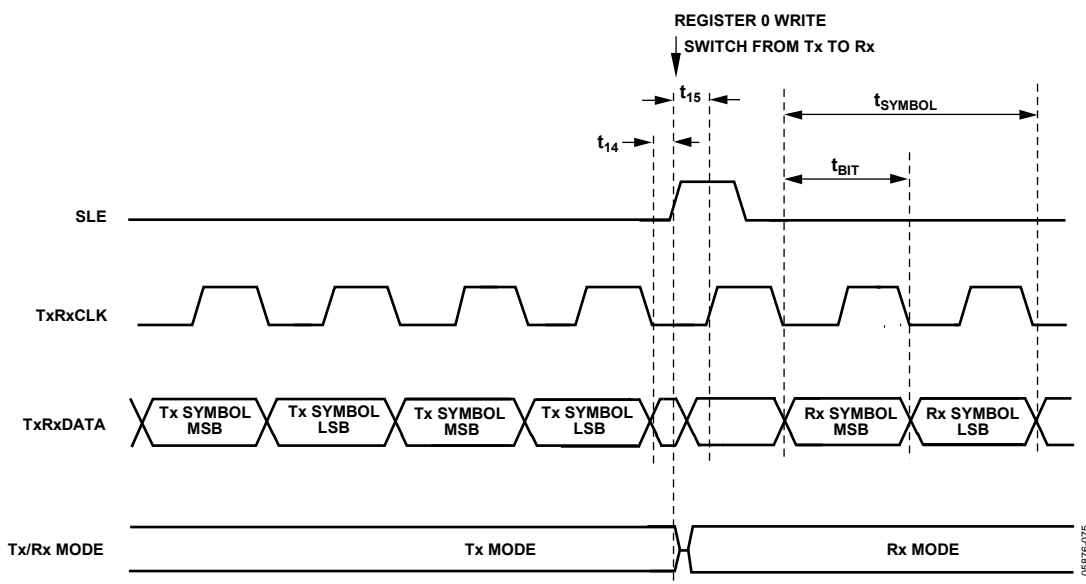 REGISTER 0 WRITE
SWITCH FROM Tx TO Rx
t15
tSYMBOL
t14
tBIT
SLE
TxRxCLK
TxRxDATA
Tx SYMBOL
MSB
Tx SYMBOL
LSB
Tx SYMBOL
MSB
Tx SYMBOL
LSB
Rx SYMBOL
MSB
Rx SYMBOL
LSB
Tx/Rx MODE
Tx MODE
Rx MODE
05876-075